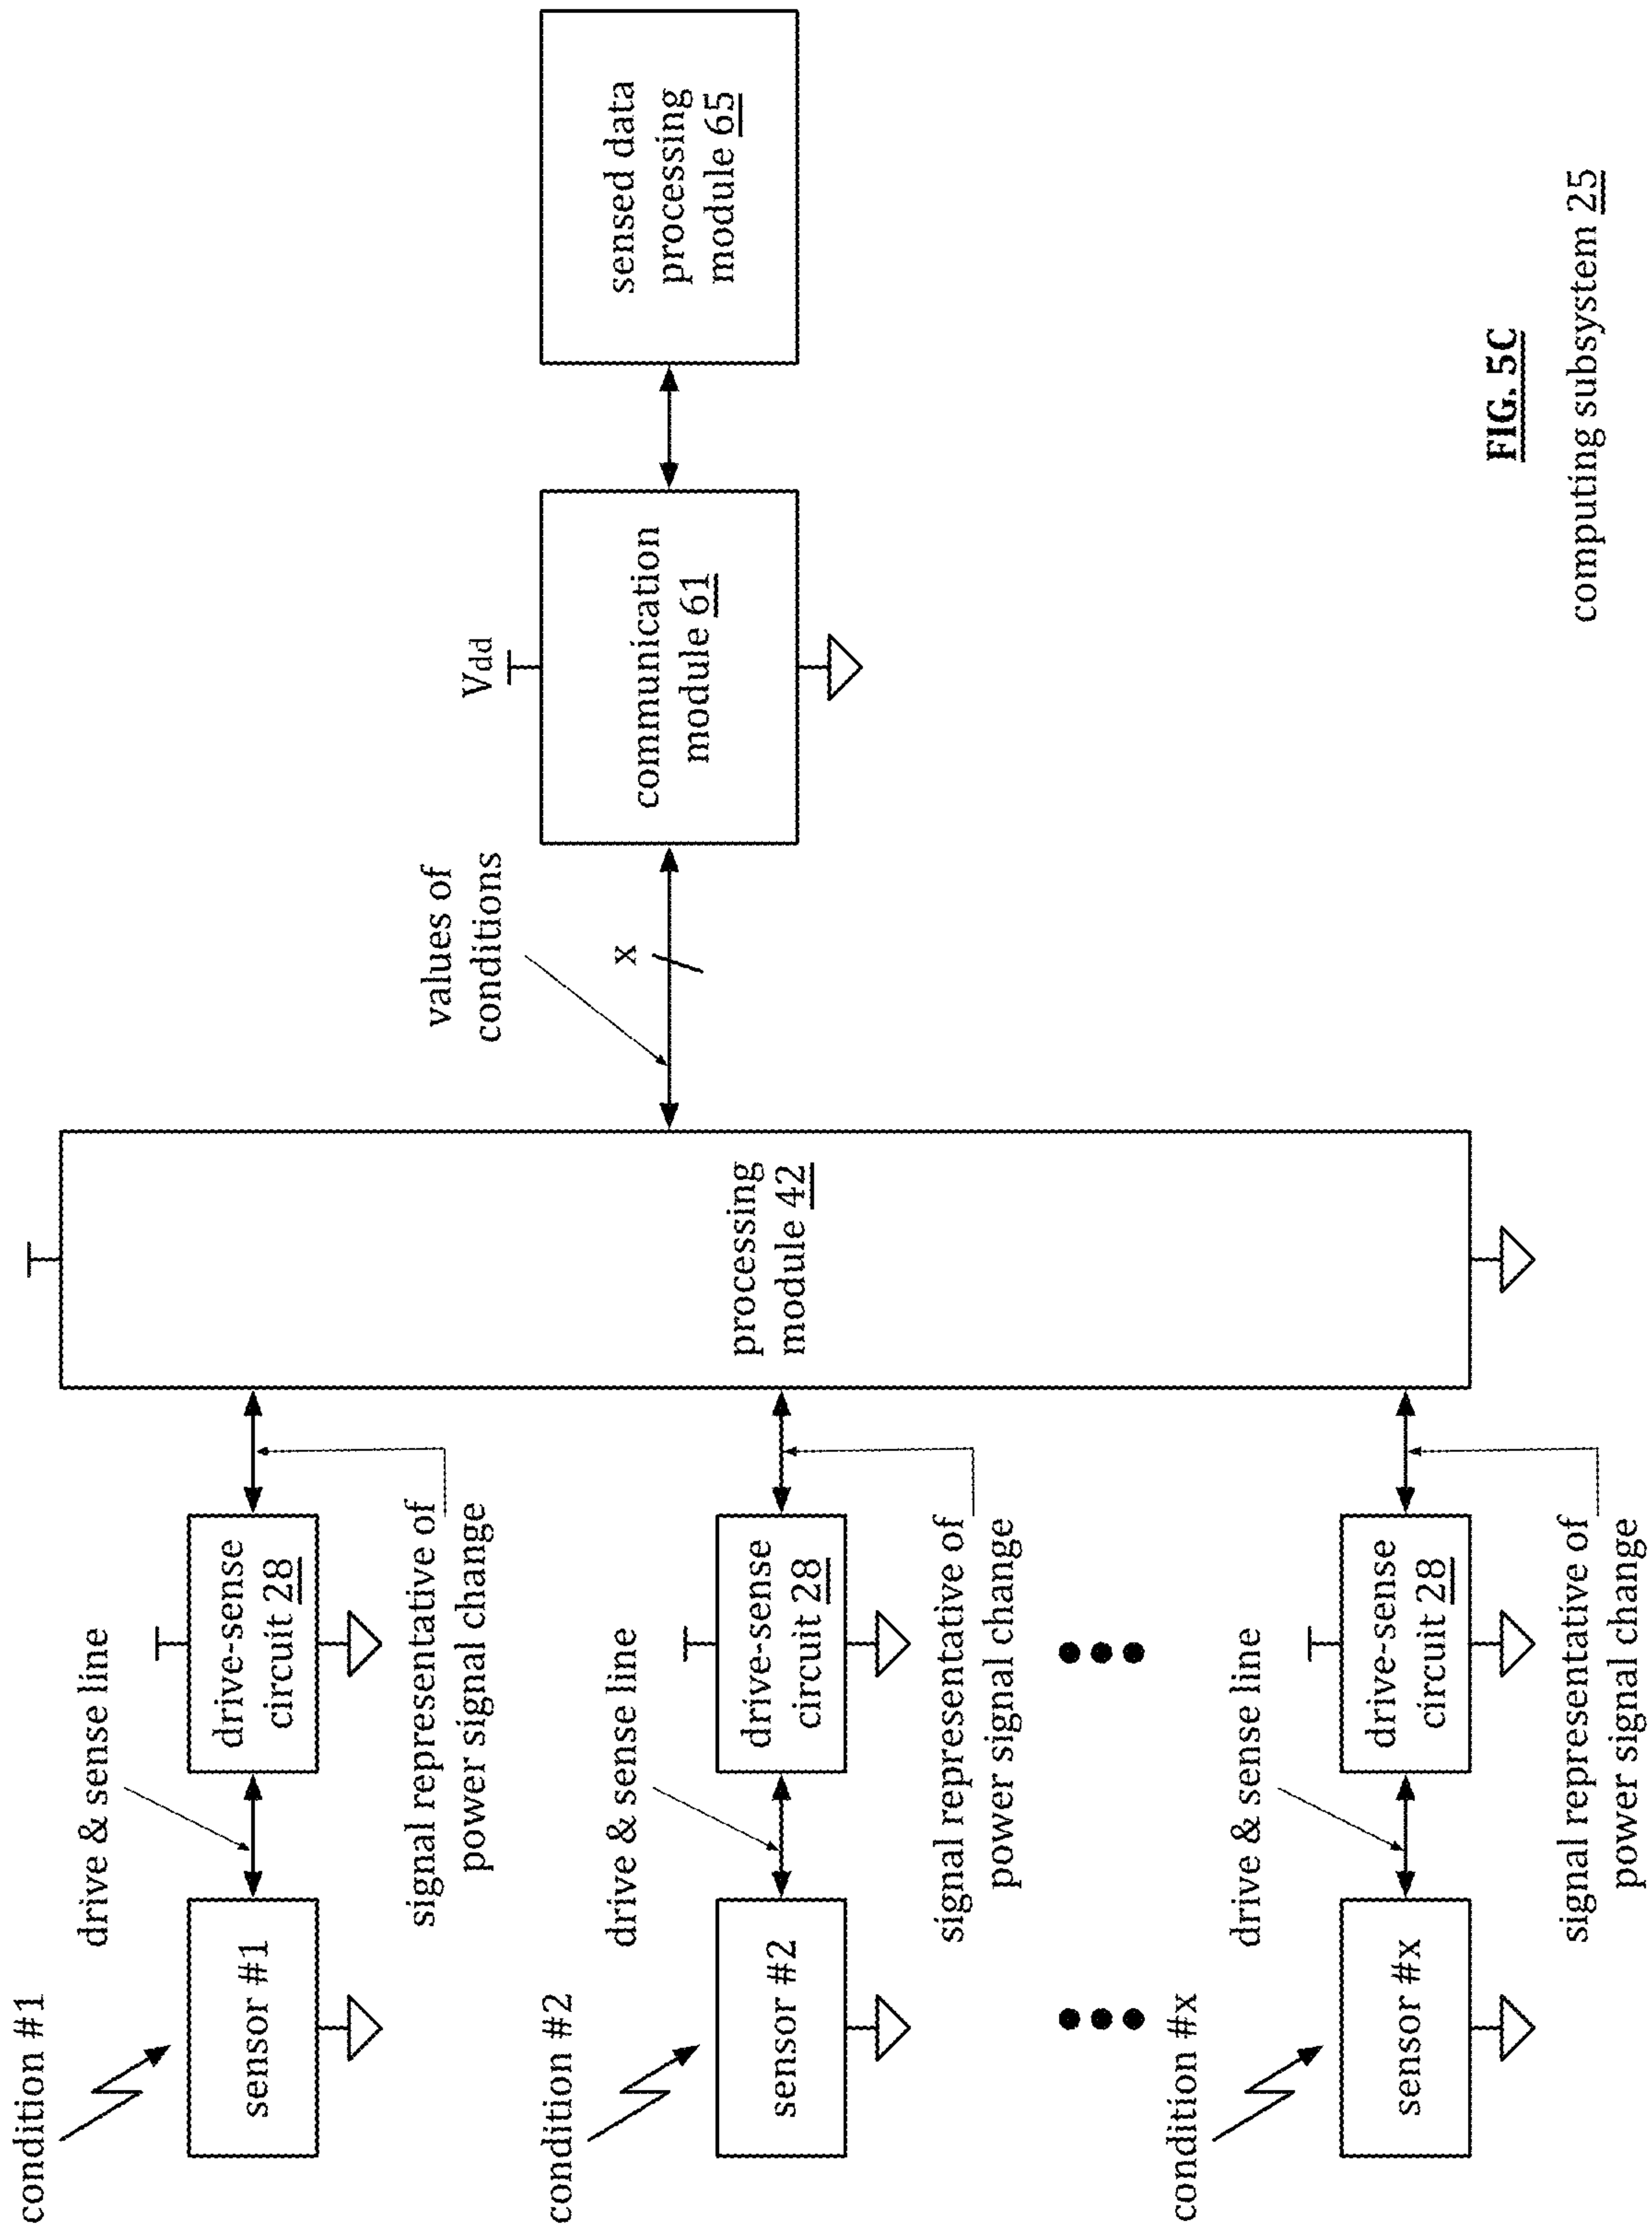 condition #1
drive & sense line
sensor #1
drive-sense
circuit 28
signal representative of
power signal change
condition #2
drive & sense line
sensor #2
drive-sense
circuit 28
signal representative of
power signal change
condition #x
drive & sense line
sensor #x
drive-sense
circuit 28
signal representative of
power signal change
processing
module 42
values of
conditions
x
Vdd
communication
module 61
sensed data
processing
module 65
FIG. 5C
computing subsystem 25